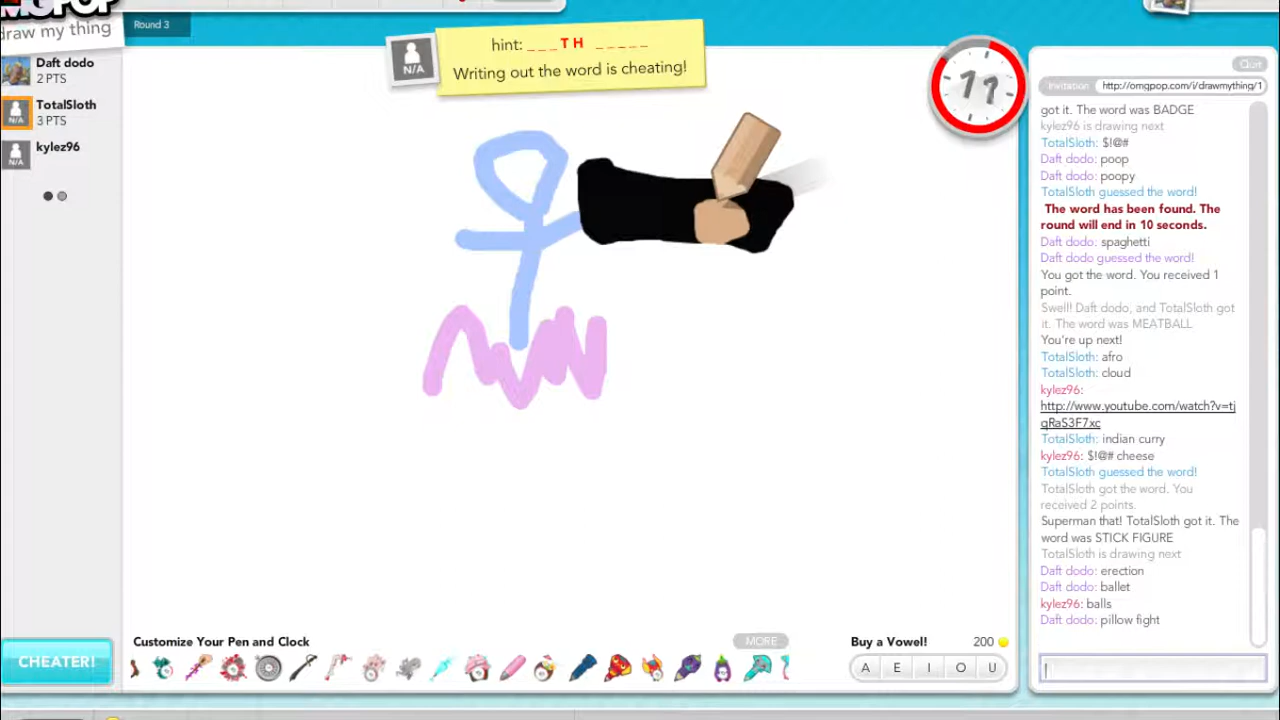 draw my thing
Round 3
Daft dodo
2 PTS
TotalSloth
3 PTS
kylez96
N/A
N/A
N/A
hint: _ _ _ T H _ _ _ _ _
Writing out the word is cheating!
11
Quit
Invitation http://omgpop.com/i/drawmything/1
got it. The word was BADGE
kylez96 is drawing next
TotalSloth: $!@#
Daft dodo: poop
Daft dodo: poopy
TotalSloth guessed the word!
The word has been found. The
round will end in 10 seconds.
Daft dodo: spaghetti
Daft dodo guessed the word!
You got the word. You received 1
point.
Swell! Daft dodo, and TotalSloth got
it. The word was MEATBALL
You're up next!
TotalSloth: afro
TotalSloth: cloud
kylez96:
http://www.youtube.com/watch?v=tj
qRaS3F7xc
TotalSloth: indian curry
kylez96: $!@# cheese
TotalSloth guessed the word!
TotalSloth got the word. You
received 2 points.
Superman that! TotalSloth got it. The
word was STICK FIGURE
TotalSloth is drawing next
Daft dodo: erection
Daft dodo: ballet
kylez96: balls
Daft dodo: pillow fight
CHEATER!
Customize Your Pen and Clock
MORE
Buy a Vowel!
200
A E I O U